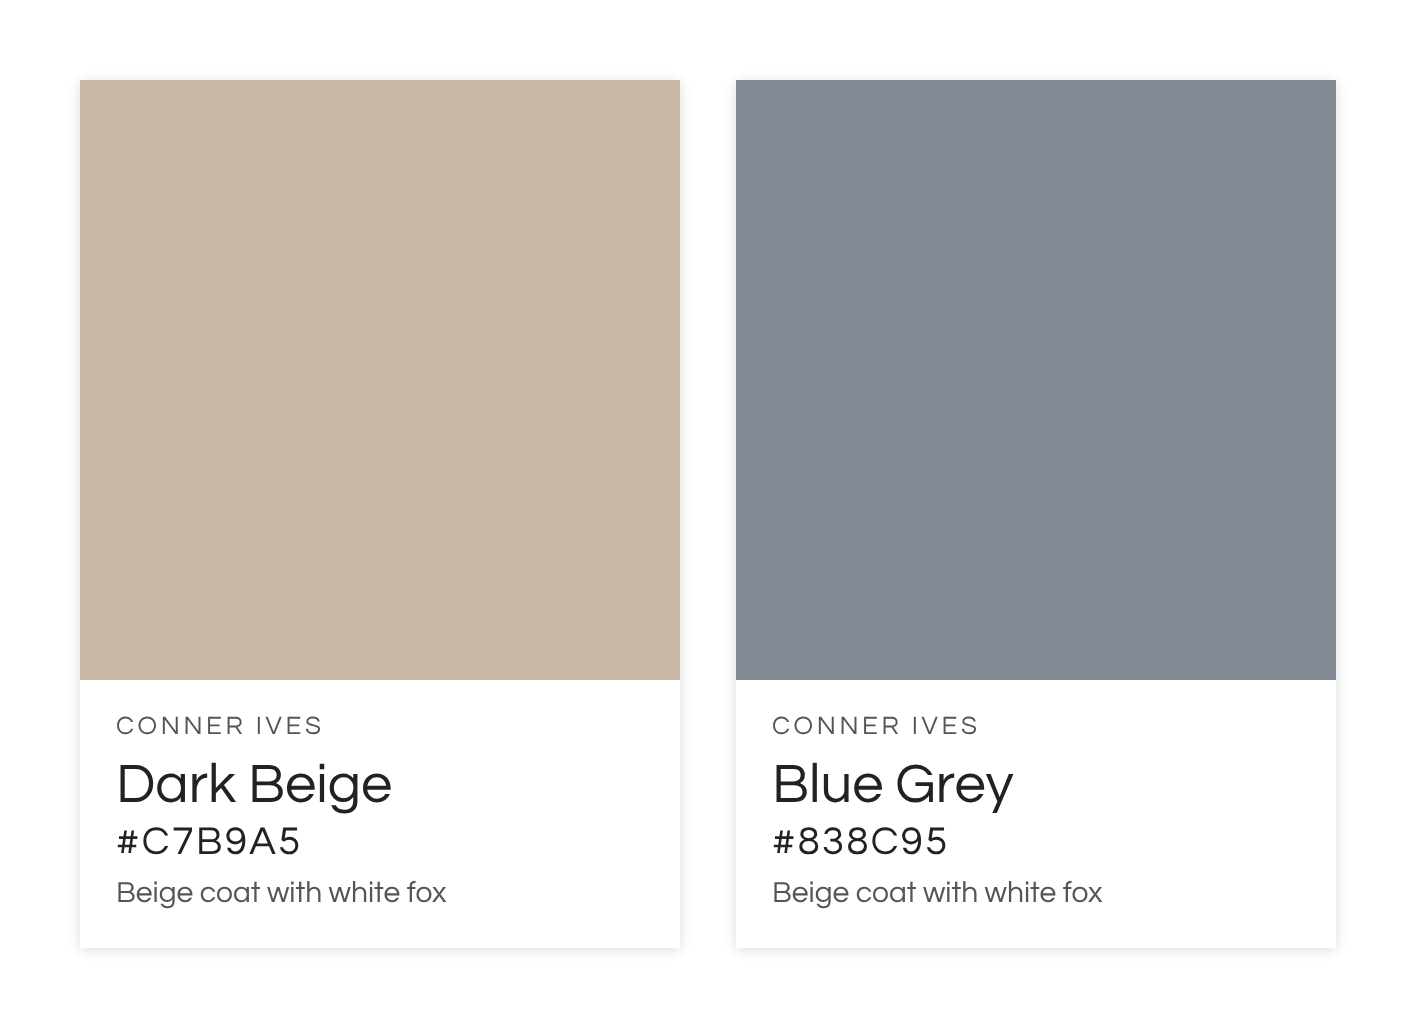 CONNER IVES
Dark Beige
#C7B9A5
Beige coat with white fox
CONNER IVES
Blue Grey
#838C95
Beige coat with white fox